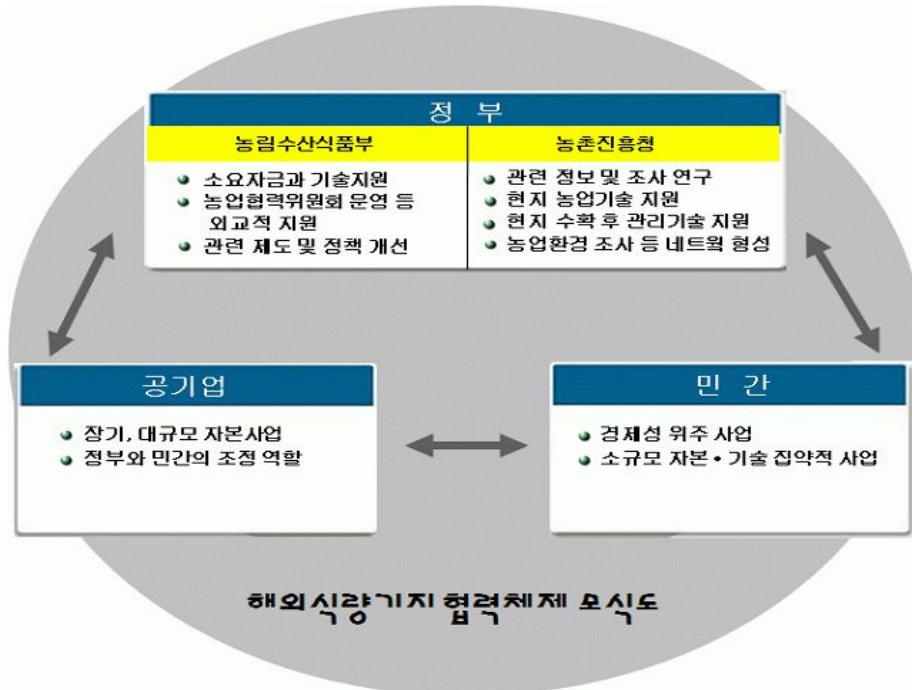 정 부
농림수산식품부
소요자금과 기술지원
농업협력위원회 운영 등
외교적 지원
관련 제도 및 정책 개선
농촌진흥청
관련 정보 및 조사 연구
현지 농업기술 지원
현지 수확 후 관리기술 지원
농업환경 조사 등 네트웍 형성
공기업
장기, 대규모 자본사업
정부와 민간의 조정 역할
민 간
경제성 위주 사업
소규모 자본•기술 집약적 사업
해외식량기지 협력체제 모식도